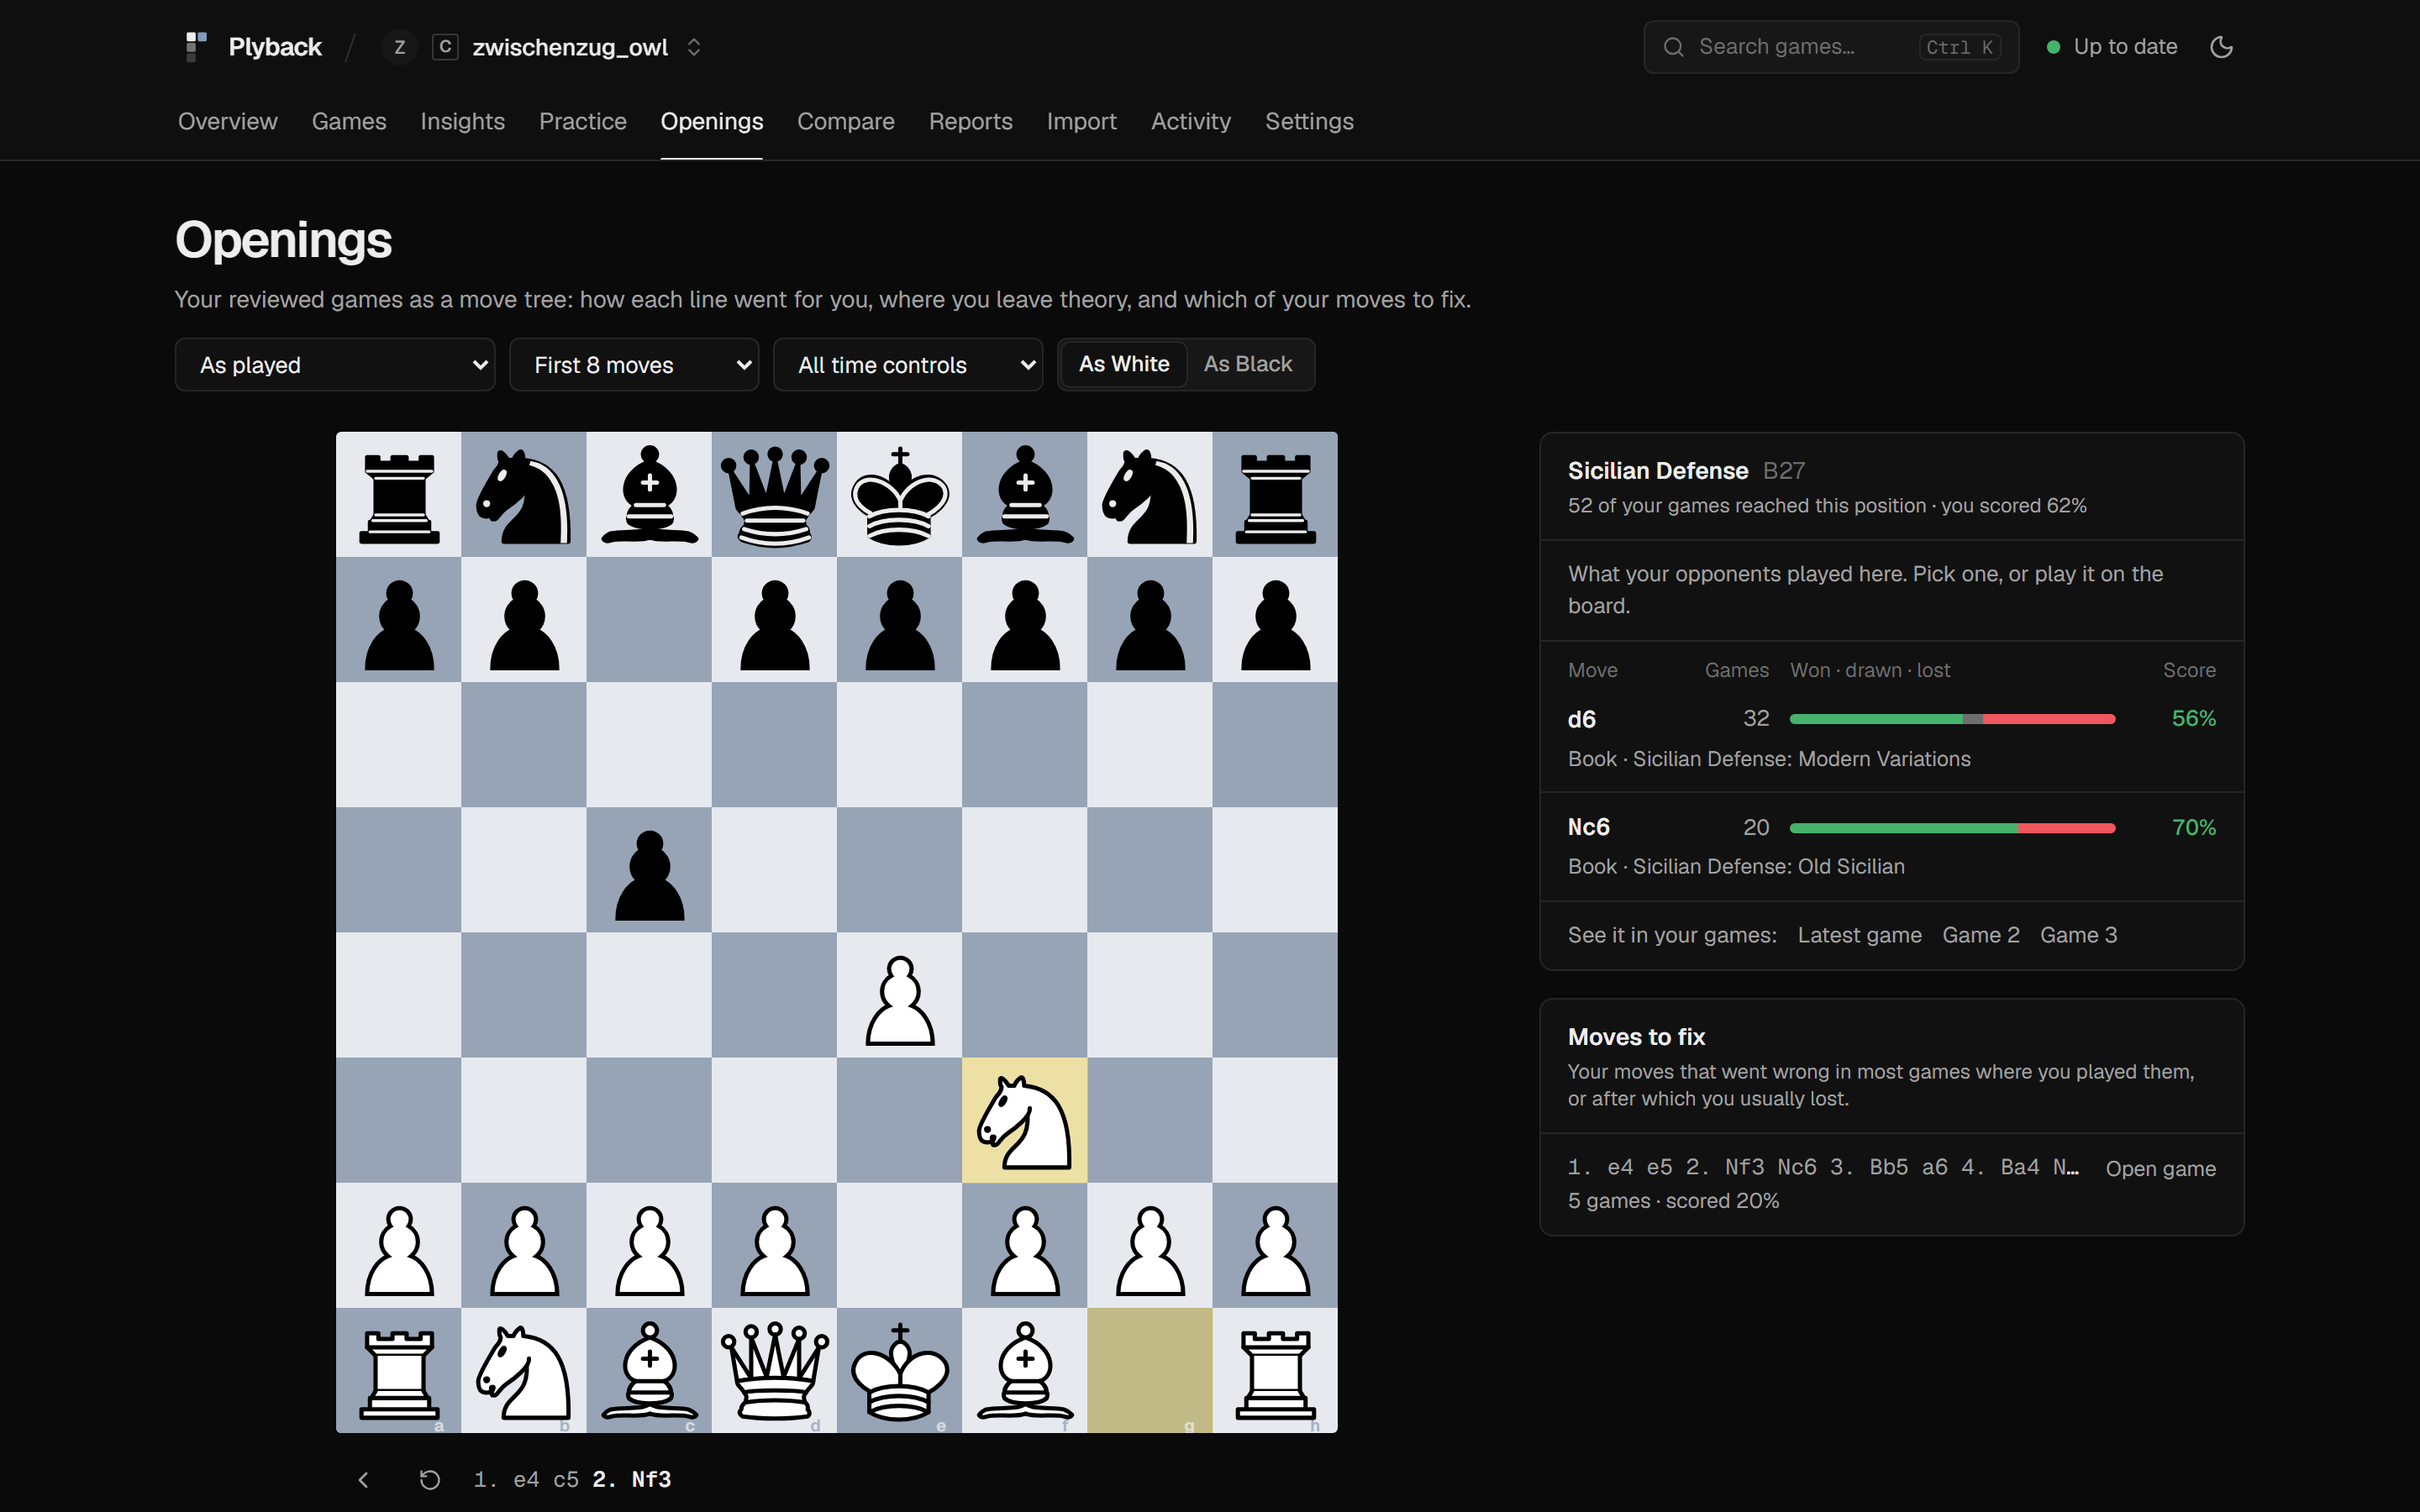 Plyback / Z C zwischenzug_owl
Search games... Ctrl K
Up to date
Overview Games Insights Practice Openings Compare Reports Import Activity Settings
Openings
Your reviewed games as a move tree: how each line went for you, where you leave theory, and which of your moves to fix.
As played First 8 moves All time controls As White As Black
Sicilian Defense B27
52 of your games reached this position · you scored 62%
What your opponents played here. Pick one, or play it on the
board.
Move Games Won · drawn · lost Score
d6 32 56%
Book · Sicilian Defense: Modern Variations
Nc6 20 70%
Book · Sicilian Defense: Old Sicilian
See it in your games: Latest game Game 2 Game 3
Moves to fix
Your moves that went wrong in most games where you played them,
or after which you usually lost.
1. e4 e5 2. Nf3 Nc6 3. Bb5 a6 4. Ba4 N… Open game
5 games · scored 20%
a b c d e f g h
1. e4 c5 2. Nf3